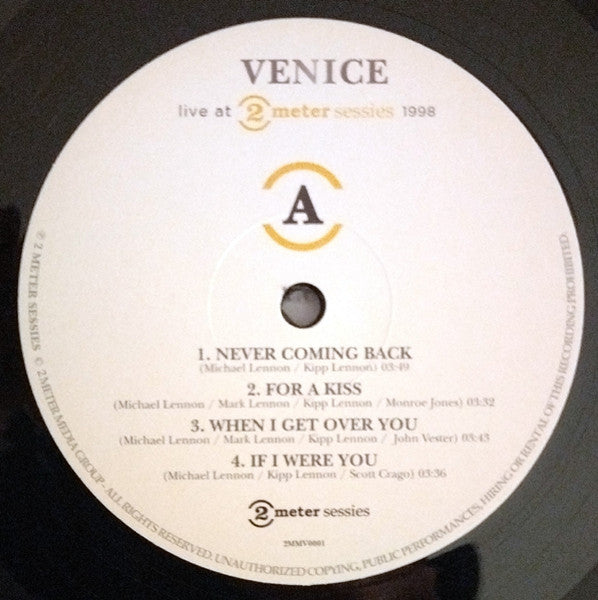 VENICE
live at 2 meter sessies 1998
A
1. NEVER COMING BACK
(Michael Lennon / Kipp Lennon) 03:49
2. FOR A KISS
(Michael Lennon / Mark Lennon / Kipp Lennon / Monroe Jones) 03:32
3. WHEN I GET OVER YOU
(Michael Lennon / Mark Lennon / Kipp Lennon / John Vester) 03:43
4. IF I WERE YOU
(Michael Lennon / Kipp Lennon / Scott Crago) 03:36
2 meter sessies
2MMV0001
℗ 2 METER SESSIES © 2METERMEDIA GROUP - ALL RIGHTS RESERVED. UNAUTHORIZED COPYING, PUBLIC PERFORMANCES, HIRING OR RENTAL OF THIS RECORDING PROHIBITED.